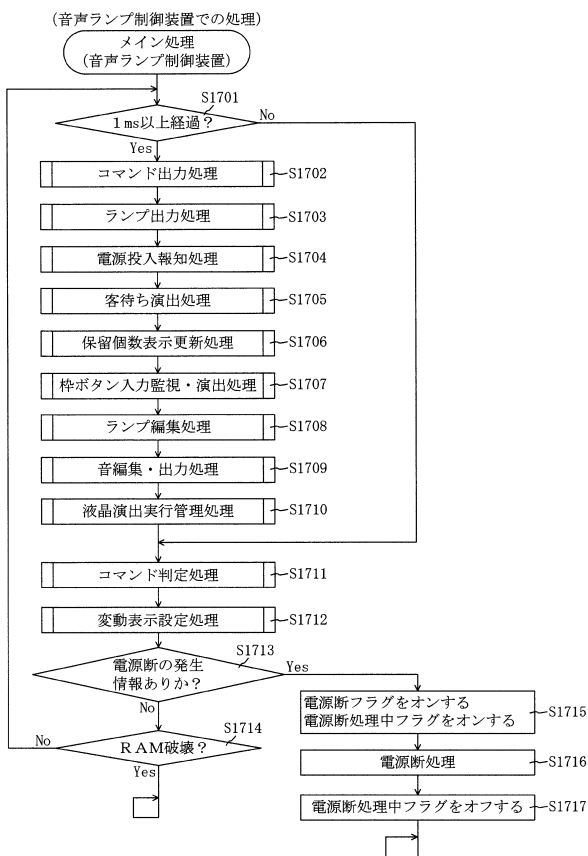 (音声ランプ制御装置での処理)
メイン処理
(音声ランプ制御装置)
S1701
1ms以上経過?
No
Yes
コマンド出力処理
S1702
ランプ出力処理
S1703
電源投入報知処理
S1704
客待ち演出処理
S1705
保留個数表示更新処理
S1706
枠ボタン入力監視・演出処理
S1707
ランプ編集処理
S1708
音編集・出力処理
S1709
液晶演出実行管理処理
S1710
コマンド判定処理
S1711
変動表示設定処理
S1712
S1713
電源断の発生
情報ありか?
Yes
No
S1714
RAM破壊?
No
Yes
電源断フラグをオンする
電源断処理中フラグをオンする
S1715
電源断処理
S1716
電源断処理中フラグをオフする
S1717